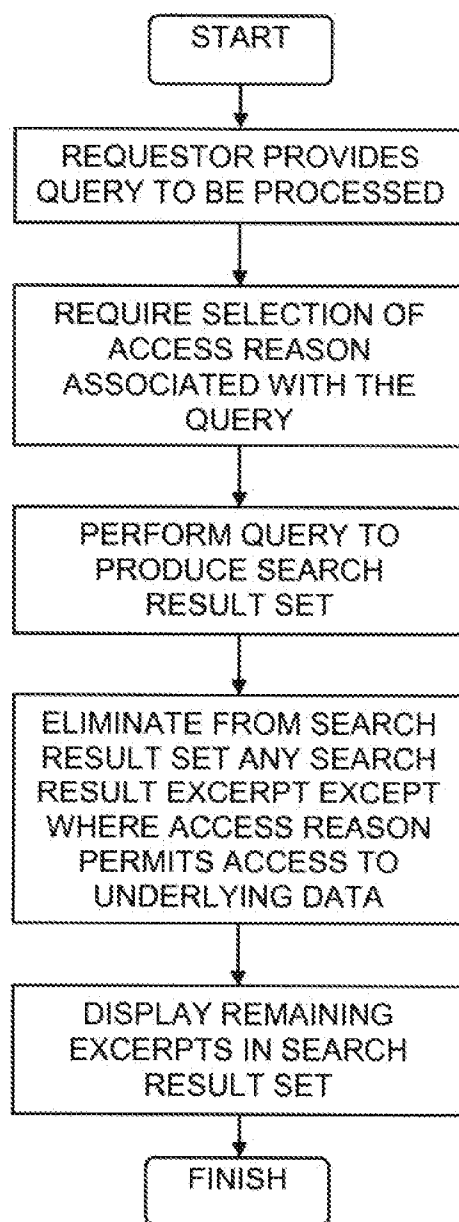 START
REQUESTOR PROVIDES
QUERY TO BE PROCESSED
REQUIRE SELECTION OF
ACCESS REASON
ASSOCIATED WITH THE
QUERY
PERFORM QUERY TO
PRODUCE SEARCH
RESULT SET
ELIMINATE FROM SEARCH
RESULT SET ANY SEARCH
RESULT EXCERPT EXCEPT
WHERE ACCESS REASON
PERMITS ACCESS TO
UNDERLYING DATA
DISPLAY REMAINING
EXCERPTS IN SEARCH
RESULT SET
FINISH